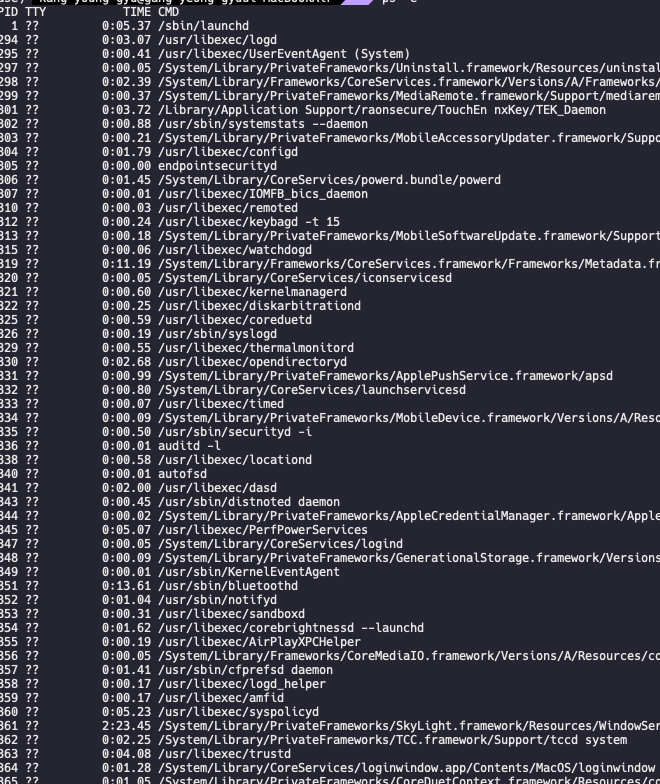 ps -e
PID TTY TIME CMD
1 ?? 0:05.37 /sbin/launchd
294 ?? 0:03.07 /usr/libexec/logd
295 ?? 0:00.41 /usr/libexec/UserEventAgent (System)
297 ?? 0:00.05 /System/Library/PrivateFrameworks/Uninstall.framework/Resources/uninstal
298 ?? 0:02.39 /System/Library/Frameworks/CoreServices.framework/Versions/A/Frameworks/
299 ?? 0:00.37 /System/Library/PrivateFrameworks/MediaRemote.framework/Support/mediarem
301 ?? 0:03.72 /Library/Application Support/raonsecure/TouchEn nxKey/TEK_Daemon
302 ?? 0:00.88 /usr/sbin/systemstats --daemon
303 ?? 0:00.21 /System/Library/PrivateFrameworks/MobileAccessoryUpdater.framework/Suppo
304 ?? 0:01.79 /usr/libexec/configd
305 ?? 0:00.00 endpointsecurityd
306 ?? 0:01.45 /System/Library/CoreServices/powerd.bundle/powerd
307 ?? 0:00.01 /usr/libexec/IOMFB_bics_daemon
310 ?? 0:00.03 /usr/libexec/remoted
312 ?? 0:00.24 /usr/libexec/keybagd -t 15
313 ?? 0:00.18 /System/Library/PrivateFrameworks/MobileSoftwareUpdate.framework/Support
315 ?? 0:00.06 /usr/libexec/watchdogd
319 ?? 0:11.19 /System/Library/Frameworks/CoreServices.framework/Frameworks/Metadata.fr
320 ?? 0:00.05 /System/Library/CoreServices/iconservicesd
321 ?? 0:00.60 /usr/libexec/kernelmanagerd
322 ?? 0:00.25 /usr/libexec/diskarbitrationd
325 ?? 0:00.59 /usr/libexec/coreduetd
326 ?? 0:00.19 /usr/sbin/syslogd
329 ?? 0:00.55 /usr/libexec/thermalmonitord
330 ?? 0:02.68 /usr/libexec/opendirectoryd
331 ?? 0:00.99 /System/Library/PrivateFrameworks/ApplePushService.framework/apsd
332 ?? 0:00.80 /System/Library/CoreServices/launchservicesd
333 ?? 0:00.07 /usr/libexec/timed
334 ?? 0:00.09 /System/Library/PrivateFrameworks/MobileDevice.framework/Versions/A/Reso
335 ?? 0:00.50 /usr/sbin/securityd -i
336 ?? 0:00.01 auditd -l
338 ?? 0:00.58 /usr/libexec/locationd
340 ?? 0:00.01 autofsd
341 ?? 0:02.00 /usr/libexec/dasd
343 ?? 0:00.45 /usr/sbin/distnoted daemon
344 ?? 0:00.02 /System/Library/PrivateFrameworks/AppleCredentialManager.framework/Apple
345 ?? 0:05.07 /usr/libexec/PerfPowerServices
347 ?? 0:00.05 /System/Library/CoreServices/logind
348 ?? 0:00.09 /System/Library/PrivateFrameworks/GenerationalStorage.framework/Versions
349 ?? 0:00.01 /usr/sbin/KernelEventAgent
351 ?? 0:13.61 /usr/sbin/bluetoothd
352 ?? 0:01.04 /usr/sbin/notifyd
353 ?? 0:00.31 /usr/libexec/sandboxd
354 ?? 0:01.62 /usr/libexec/corebrightnessd --launchd
355 ?? 0:00.19 /usr/libexec/AirPlayXPCHelper
356 ?? 0:00.05 /System/Library/Frameworks/CoreMediaIO.framework/Versions/A/Resources/co
357 ?? 0:01.41 /usr/sbin/cfprefsd daemon
358 ?? 0:00.17 /usr/libexec/logd_helper
359 ?? 0:00.17 /usr/libexec/amfid
360 ?? 0:05.23 /usr/libexec/syspolicyd
361 ?? 2:23.45 /System/Library/PrivateFrameworks/SkyLight.framework/Resources/WindowSer
362 ?? 0:02.25 /System/Library/PrivateFrameworks/TCC.framework/Support/tccd system
363 ?? 0:04.08 /usr/libexec/trustd
364 ?? 0:01.28 /System/Library/CoreServices/loginwindow.app/Contents/MacOS/loginwindow
365 ?? 0:01.05 /System/Library/PrivateFrameworks/CoreDuetContext.framework/Resources/co